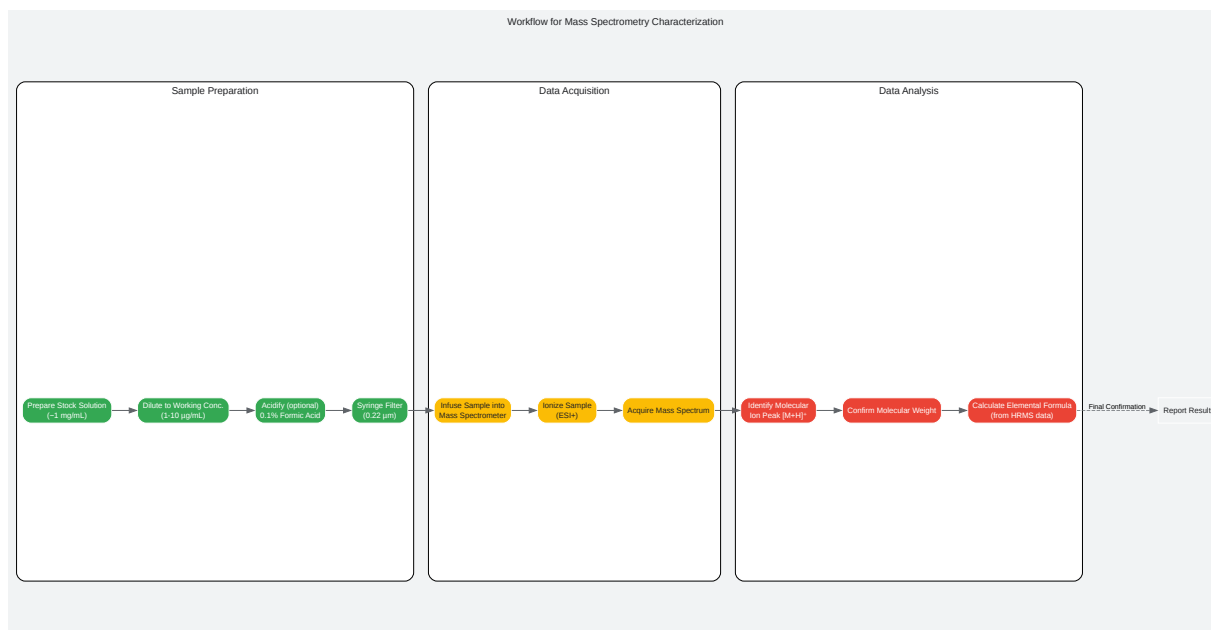 Workflow for Mass Spectrometry Characterization
Sample Preparation
Data Acquisition
Data Analysis
Prepare Stock Solution
(~1 mg/mL)
Dilute to Working Conc.
(1-10 µg/mL)
Acidify (optional)
0.1% Formic Acid
Syringe Filter
(0.22 µm)
Infuse Sample into
Mass Spectrometer
Ionize Sample
(ESI+)
Acquire Mass Spectrum
Identify Molecular
Ion Peak [M+H]⁺
Confirm Molecular Weight
Calculate Elemental Formula
(from HRMS data)
Final Confirmation
Report Result